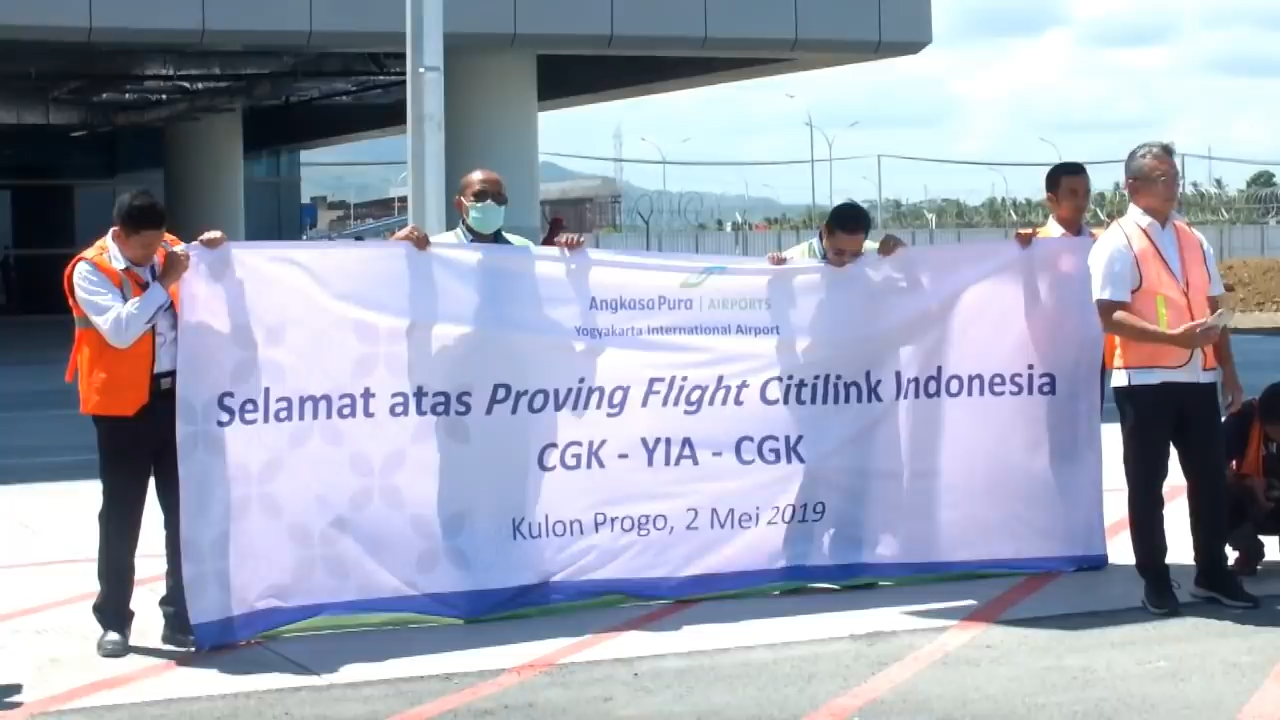 AngkasaPura | AIRPORTS
Yogyakarta International Airport
Selamat atas Proving Flight Citilink Indonesia
CGK - YIA - CGK
Kulon Progo, 2 Mei 2019